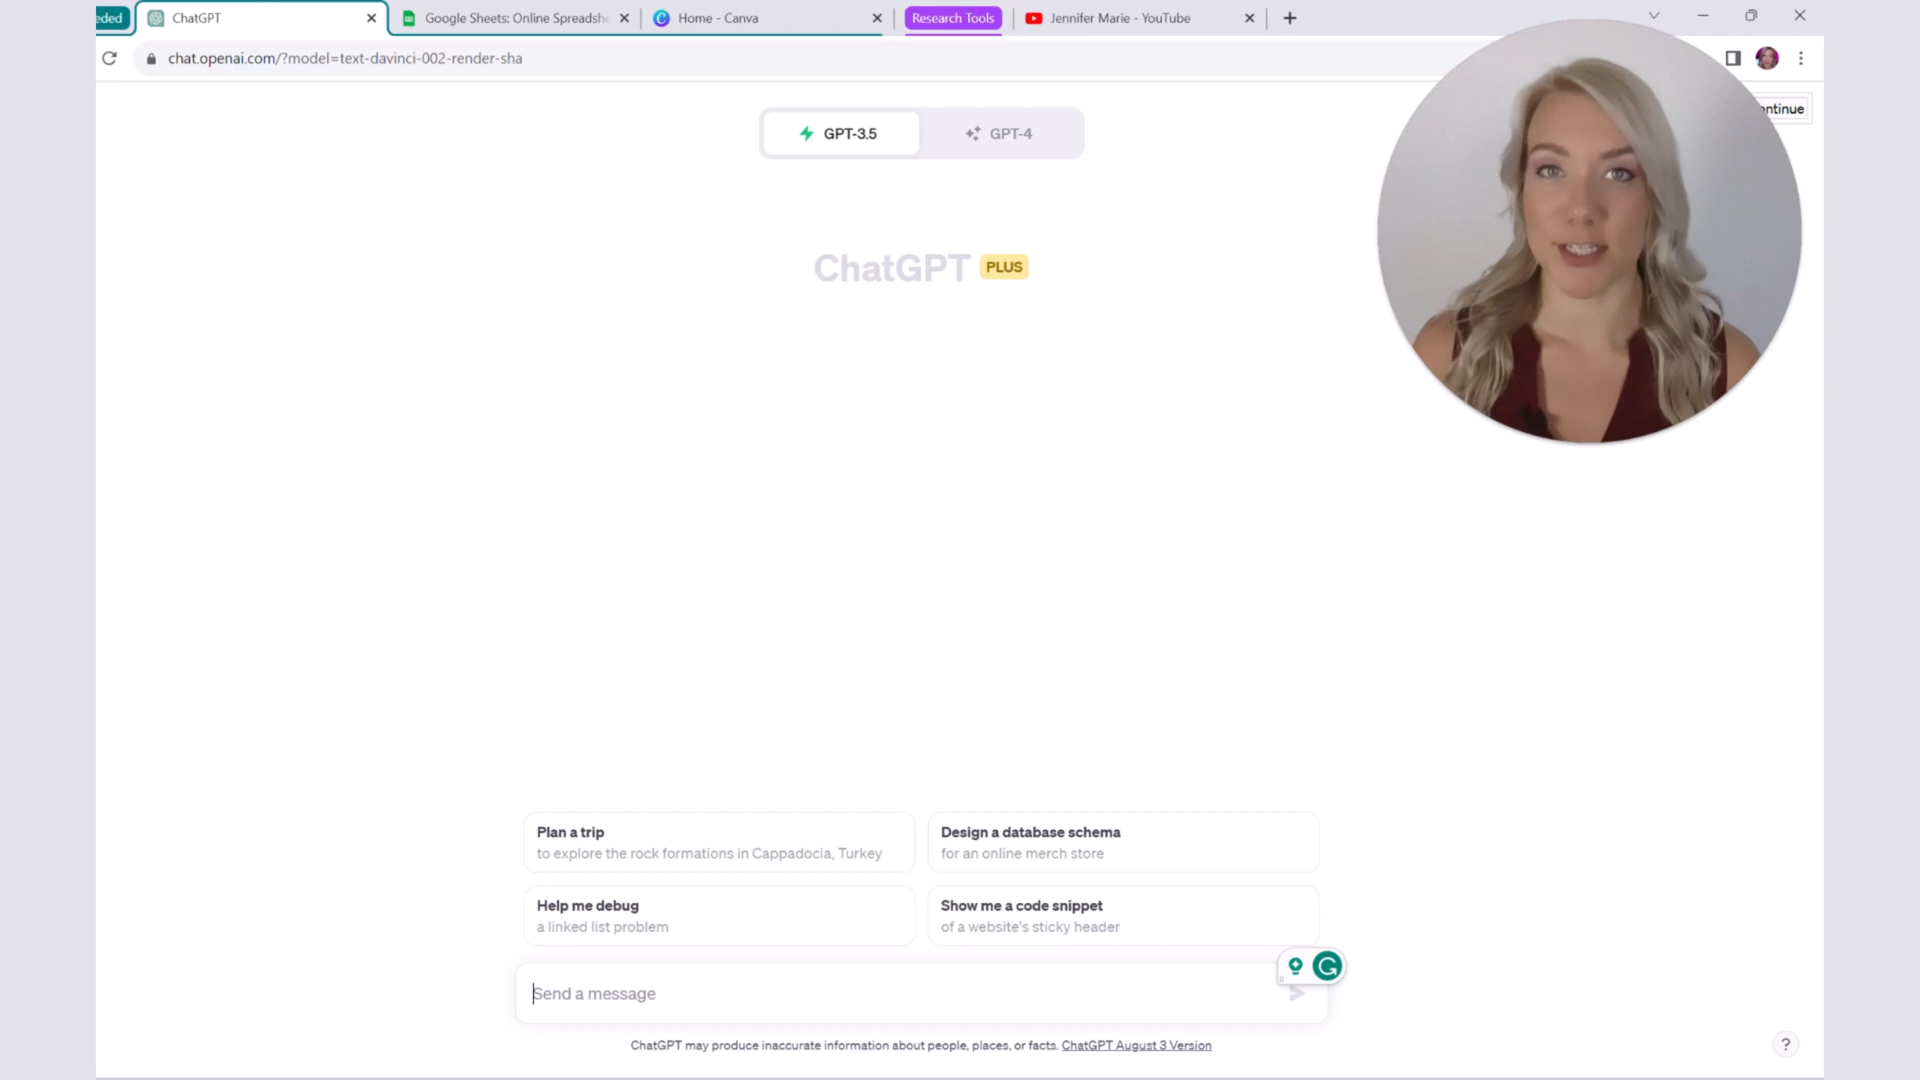 eded
ChatGPT
Google Sheets: Online Spreadsh
Home - Canva
Research Tools
Jennifer Marie - YouTube
chat.openai.com/?model=text-davinci-002-render-sha
ntinue
GPT-3.5
GPT-4
ChatGPT PLUS
Plan a trip
to explore the rock formations in Cappadocia, Turkey
Design a database schema
for an online merch store
Help me debug
a linked list problem
Show me a code snippet
of a website's sticky header
Send a message
ChatGPT may produce inaccurate information about people, places, or facts. ChatGPT August 3 Version
?